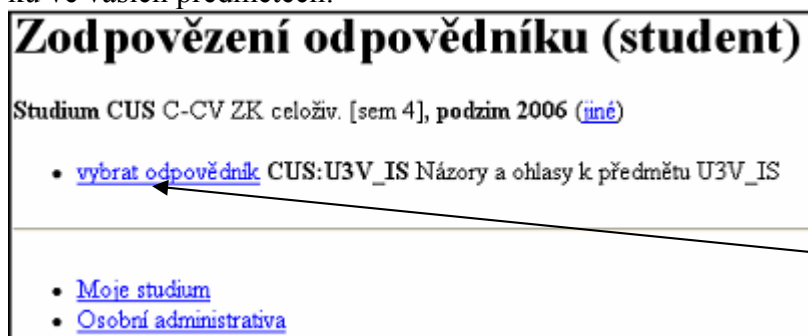 ku ve vašich předmětech.
Zodpovězení odpovědníku (student)
Studium CUS C-CV ZK celoživ. [sem 4], podzim 2006 (jiné)
• vybrat odpovědník CUS:U3V_IS Názory a ohlasy k předmětu U3V_IS
• Moje studium
• Osobní administrativa